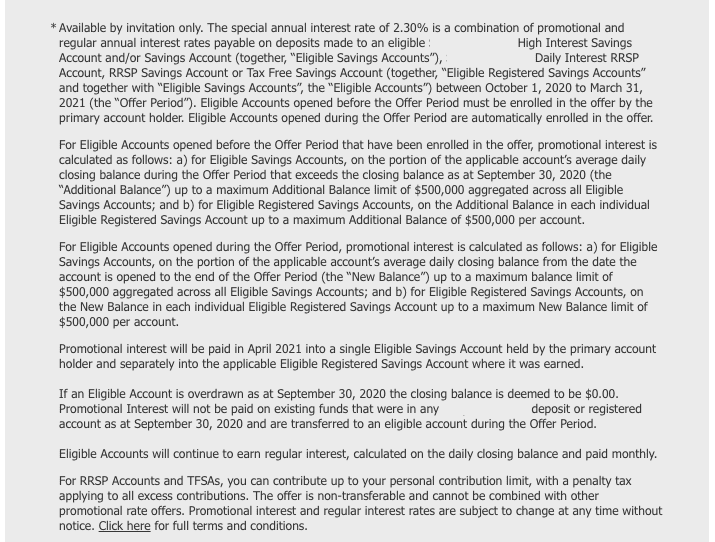 * Available by invitation only. The special annual interest rate of 2.30% is a combination of promotional and
regular annual interest rates payable on deposits made to an eligible High Interest Savings
Account and/or Savings Account (together, “Eligible Savings Accounts”), Daily Interest RRSP
Account, RRSP Savings Account or Tax Free Savings Account (together, “Eligible Registered Savings Accounts”
and together with “Eligible Savings Accounts”, the “Eligible Accounts”) between October 1, 2020 to March 31,
2021 (the “Offer Period”). Eligible Accounts opened before the Offer Period must be enrolled in the offer by the
primary account holder. Eligible Accounts opened during the Offer Period are automatically enrolled in the offer.
For Eligible Accounts opened before the Offer Period that have been enrolled in the offer, promotional interest is
calculated as follows: a) for Eligible Savings Accounts, on the portion of the applicable account’s average daily
closing balance during the Offer Period that exceeds the closing balance as at September 30, 2020 (the
“Additional Balance”) up to a maximum Additional Balance limit of $500,000 aggregated across all Eligible
Savings Accounts; and b) for Eligible Registered Savings Accounts, on the Additional Balance in each individual
Eligible Registered Savings Account up to a maximum Additional Balance of $500,000 per account.
For Eligible Accounts opened during the Offer Period, promotional interest is calculated as follows: a) for Eligible
Savings Accounts, on the portion of the applicable account’s average daily closing balance from the date the
account is opened to the end of the Offer Period (the “New Balance”) up to a maximum balance limit of
$500,000 aggregated across all Eligible Savings Accounts; and b) for Eligible Registered Savings Accounts, on
the New Balance in each individual Eligible Registered Savings Account up to a maximum New Balance limit of
$500,000 per account.
Promotional interest will be paid in April 2021 into a single Eligible Savings Account held by the primary account
holder and separately into the applicable Eligible Registered Savings Account where it was earned.
If an Eligible Account is overdrawn as at September 30, 2020 the closing balance is deemed to be $0.00.
Promotional Interest will not be paid on existing funds that were in any deposit or registered
account as at September 30, 2020 and are transferred to an eligible account during the Offer Period.
Eligible Accounts will continue to earn regular interest, calculated on the daily closing balance and paid monthly.
For RRSP Accounts and TFSAs, you can contribute up to your personal contribution limit, with a penalty tax
applying to all excess contributions. The offer is non-transferable and cannot be combined with other
promotional rate offers. Promotional interest and regular interest rates are subject to change at any time without
notice. Click here for full terms and conditions.